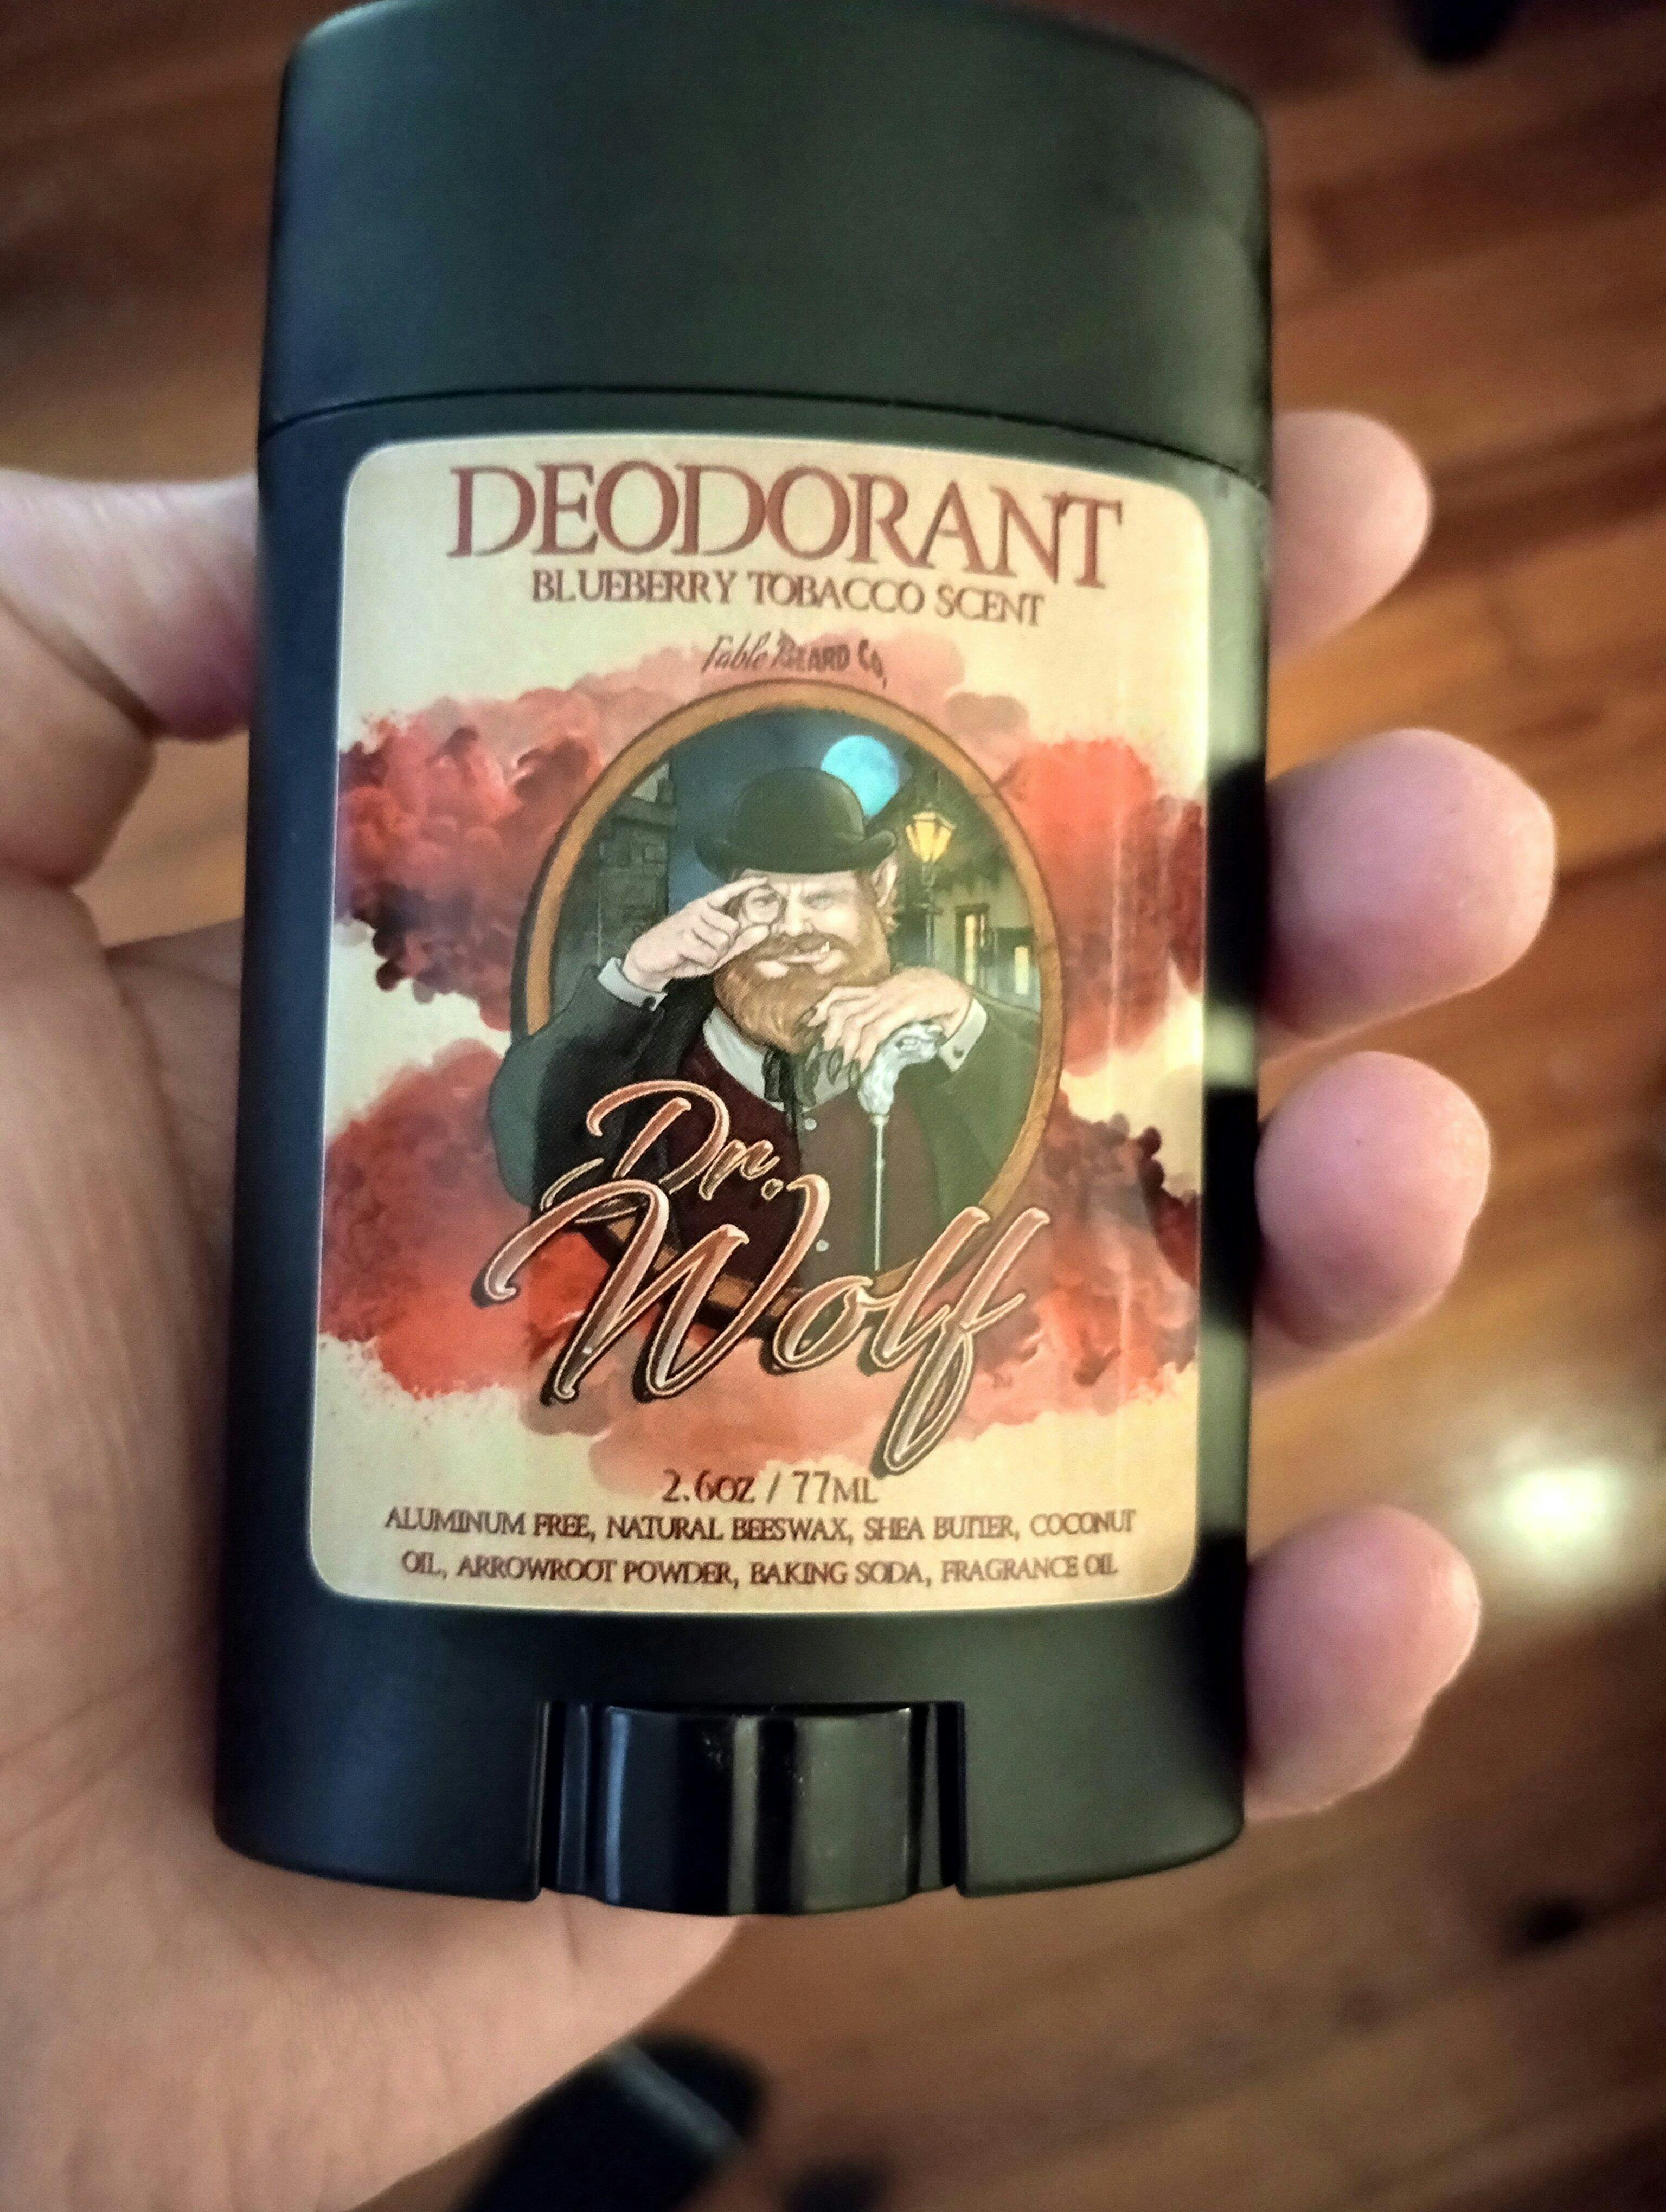 DEODORANT
BLUEBERRY TOBACCO SCENT
Fable BEARD Co,
Dr.
Wolf
TM
2.6OZ / 77ML
ALUMINUM FREE, NATURAL BEESWAX, SHEA BUTTER, COCONUT
OIL, ARROWROOT POWDER, BAKING SODA, FRAGRANCE OIL